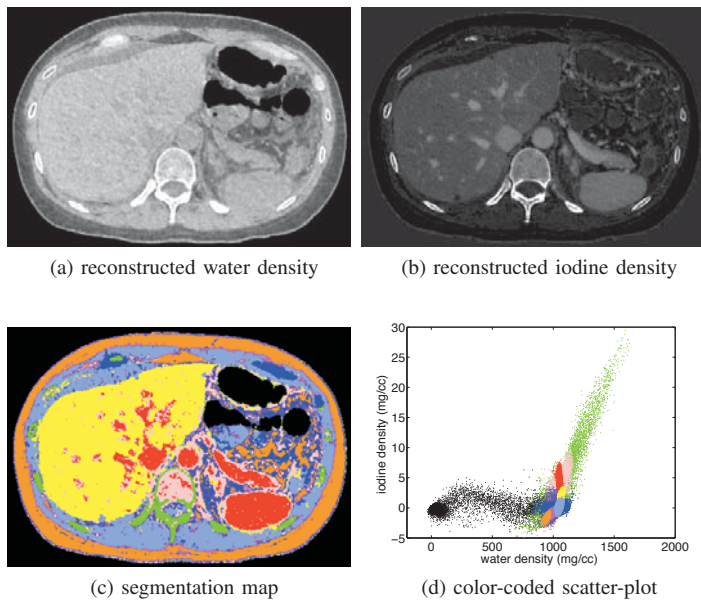 (a) reconstructed water density
(b) reconstructed iodine density
(c) segmentation map
30
25
20
15
10
5
0
−5
iodine density (mg/cc)
0
500
1000
1500
2000
water density (mg/cc)
(d) color-coded scatter-plot